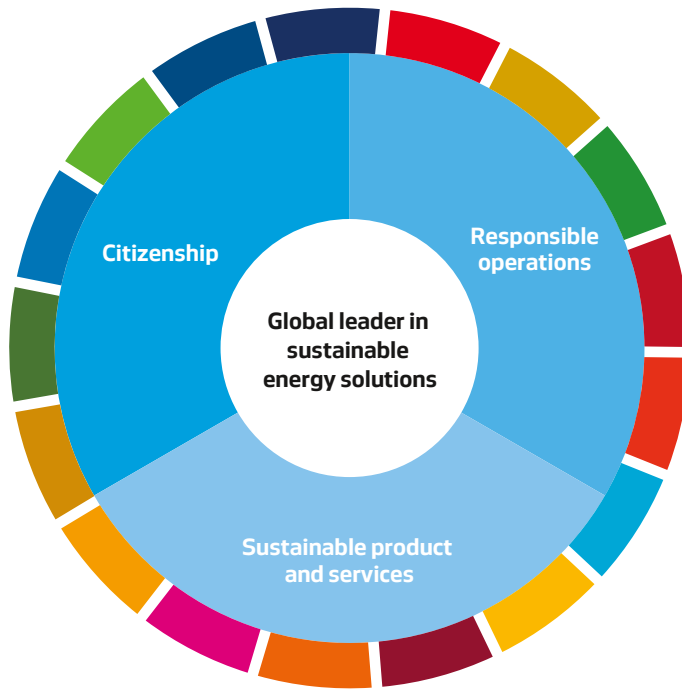 Citizenship
Responsible
operations
Global leader in
sustainable
energy solutions
Sustainable product
and services